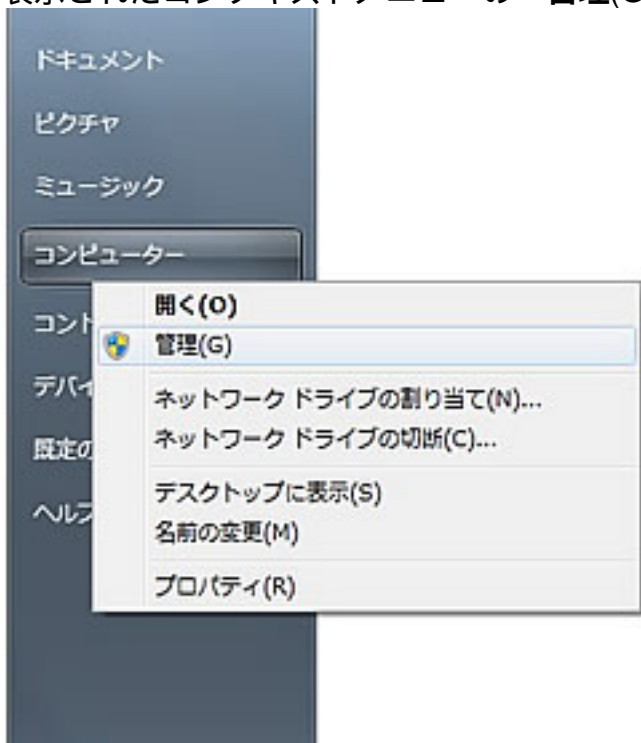 ドキュメント
ピクチャ
ミュージック
コンピューター
コント
デバイ
既定の
ヘルプ
開く(O)
管理(G)
ネットワーク ドライブの割り当て(N)...
ネットワーク ドライブの切断(C)...
デスクトップに表示(S)
名前の変更(M)
プロパティ(R)